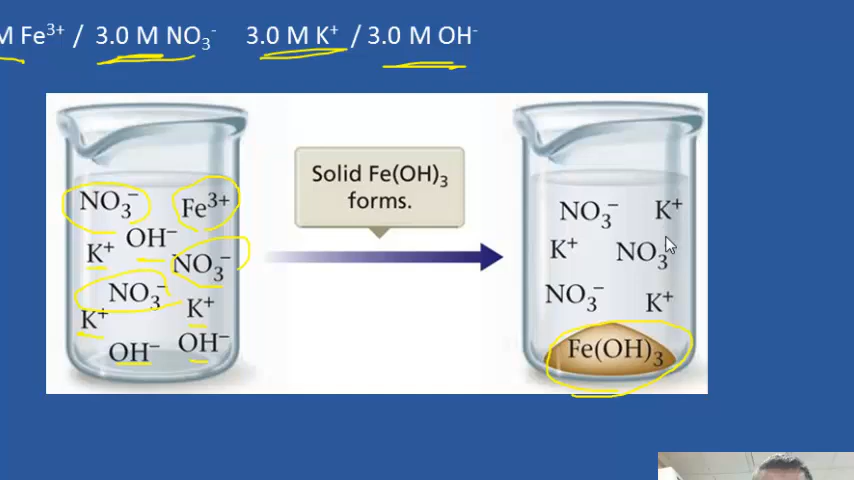 M Fe³⁺ / 3.0 M NO₃⁻ 3.0 M K⁺ / 3.0 M OH⁻
Solid Fe(OH)₃
forms.
NO₃⁻ Fe³⁺
K⁺ OH⁻ NO₃⁻
NO₃⁻ K⁺
K⁺
OH⁻ OH⁻
NO₃⁻ K⁺
K⁺ NO₃
NO₃⁻ K⁺
Fe(OH)₃